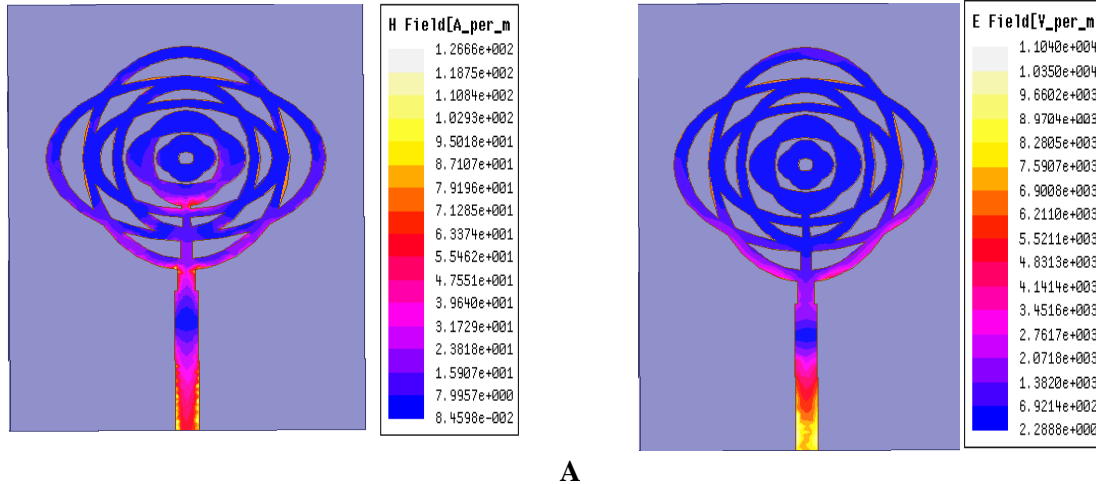 H Field[A_per_m
1.2666e+002
1.1875e+002
1.1084e+002
1.0293e+002
9.5018e+001
8.7107e+001
7.9196e+001
7.1285e+001
6.3374e+001
5.5462e+001
4.7551e+001
3.9640e+001
3.1729e+001
2.3818e+001
1.5907e+001
7.9957e+000
8.4598e-002
E Field[V_per_m
1.1040e+004
1.0350e+004
9.6602e+003
8.9704e+003
8.2805e+003
7.5907e+003
6.9008e+003
6.2110e+003
5.5211e+003
4.8313e+003
4.1414e+003
3.4516e+003
2.7617e+003
2.0718e+003
1.3820e+003
6.9214e+002
2.2888e+000
A